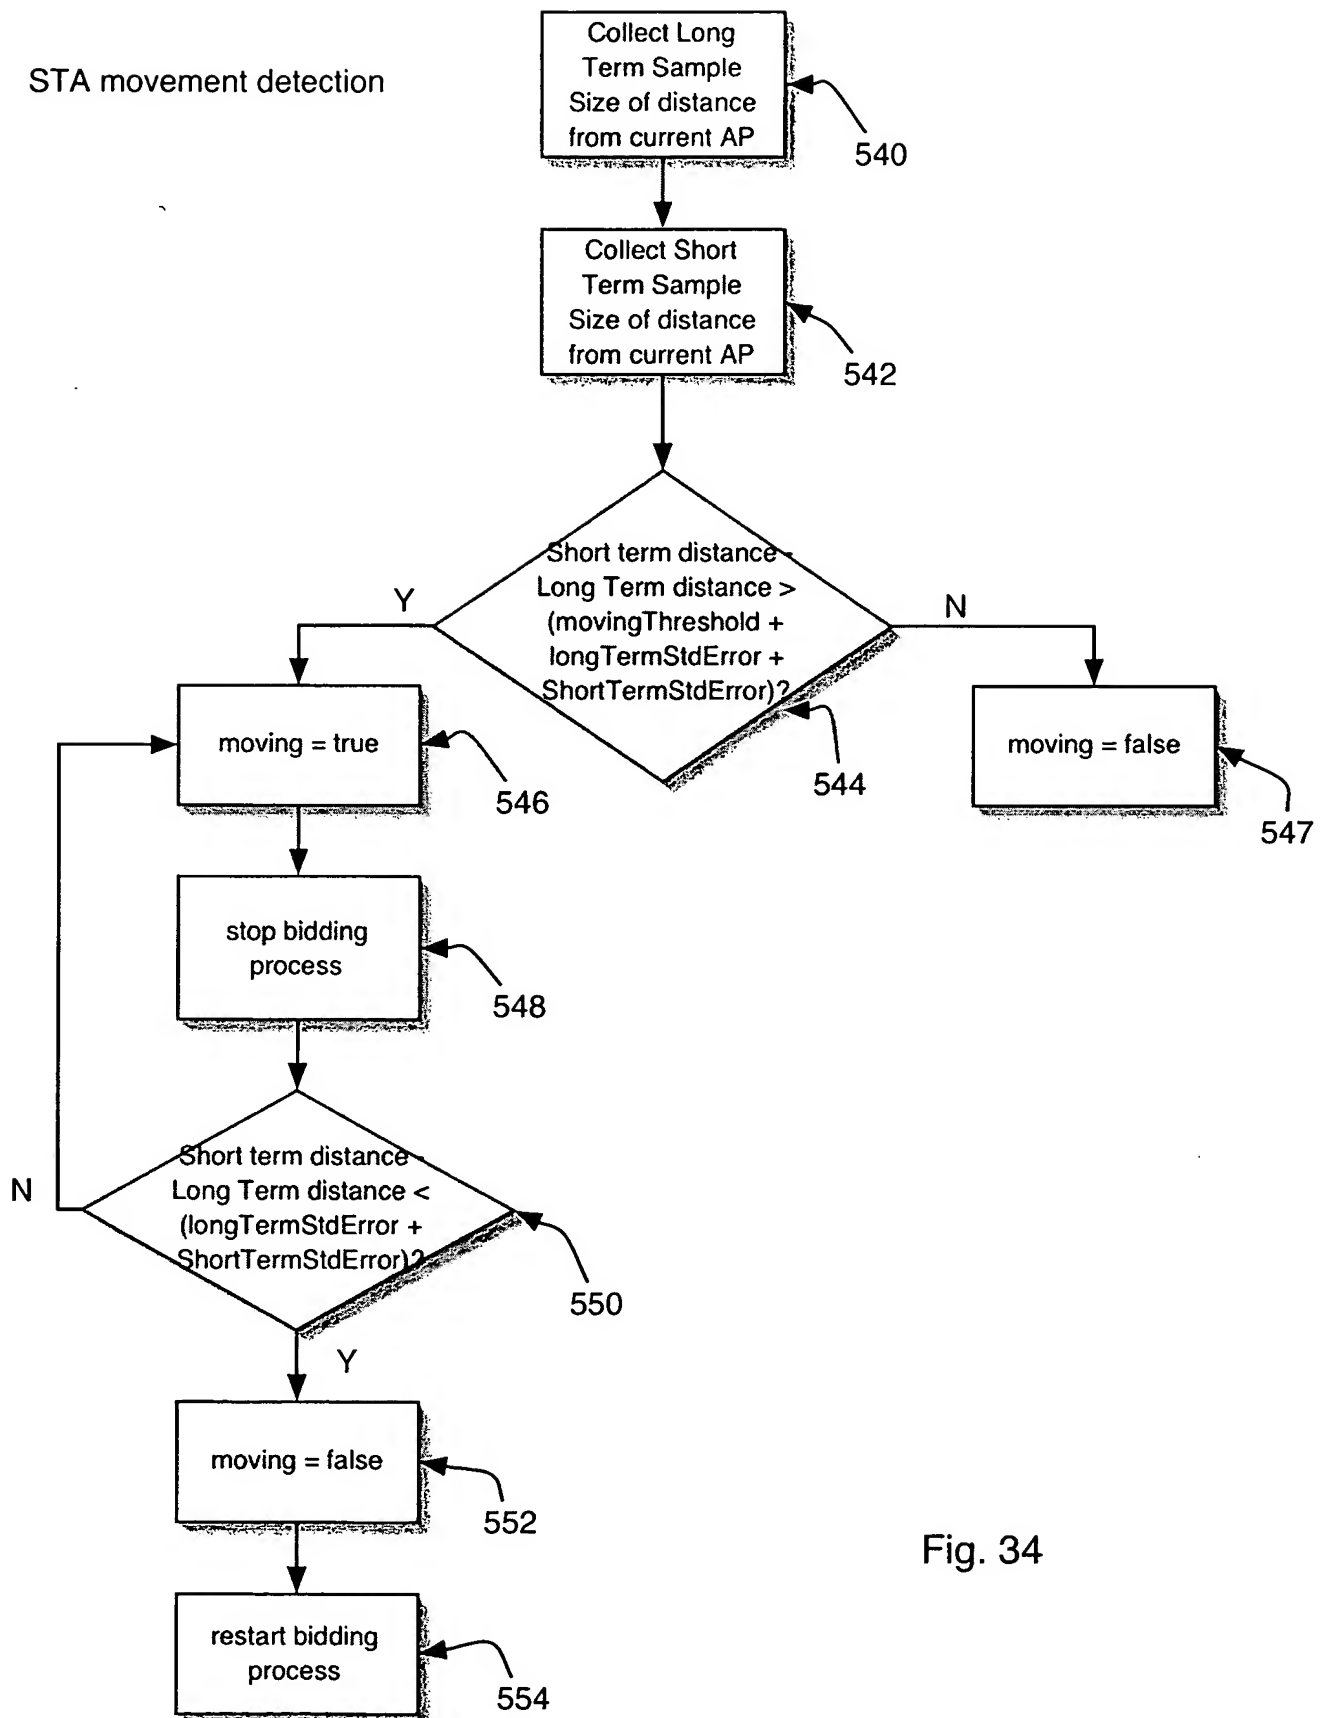 STA movement detection
Collect Long
Term Sample
Size of distance
from current AP
540
Collect Short
Term Sample
Size of distance
from current AP
542
Short term distance -
Long Term distance >
(movingThreshold +
longTermStdError +
ShortTermStdError)?
Y
N
544
moving = true
546
moving = false
547
stop bidding
process
548
Short term distance -
Long Term distance <
(longTermStdError +
ShortTermStdError)?
N
550
Y
moving = false
552
restart bidding
process
554
Fig. 34